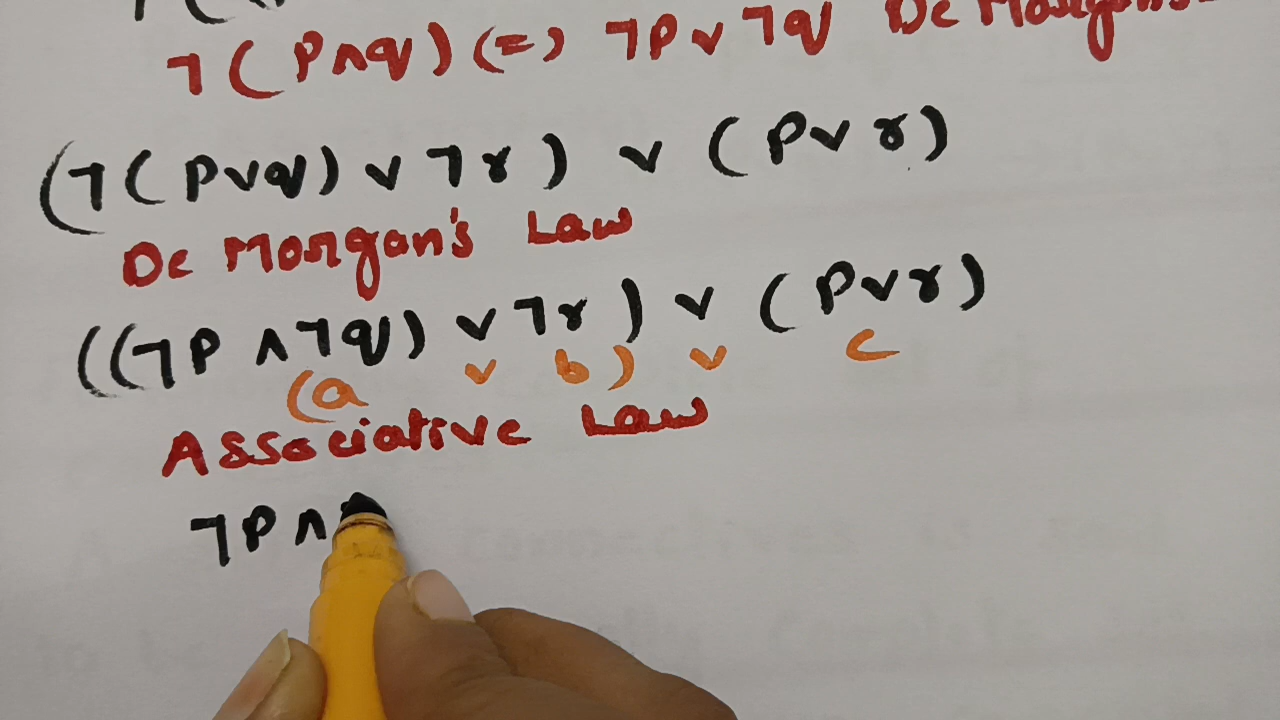 ¬(P∧q) (=) ¬P∨¬q De Morgan's
(¬(P∨q)∨¬r)∨(P∨r)
De Morgan's Law
((¬P∧¬q)∨¬r)∨(P∨r)
(a ∨ b) ∨ c
Associative Law
¬P∧